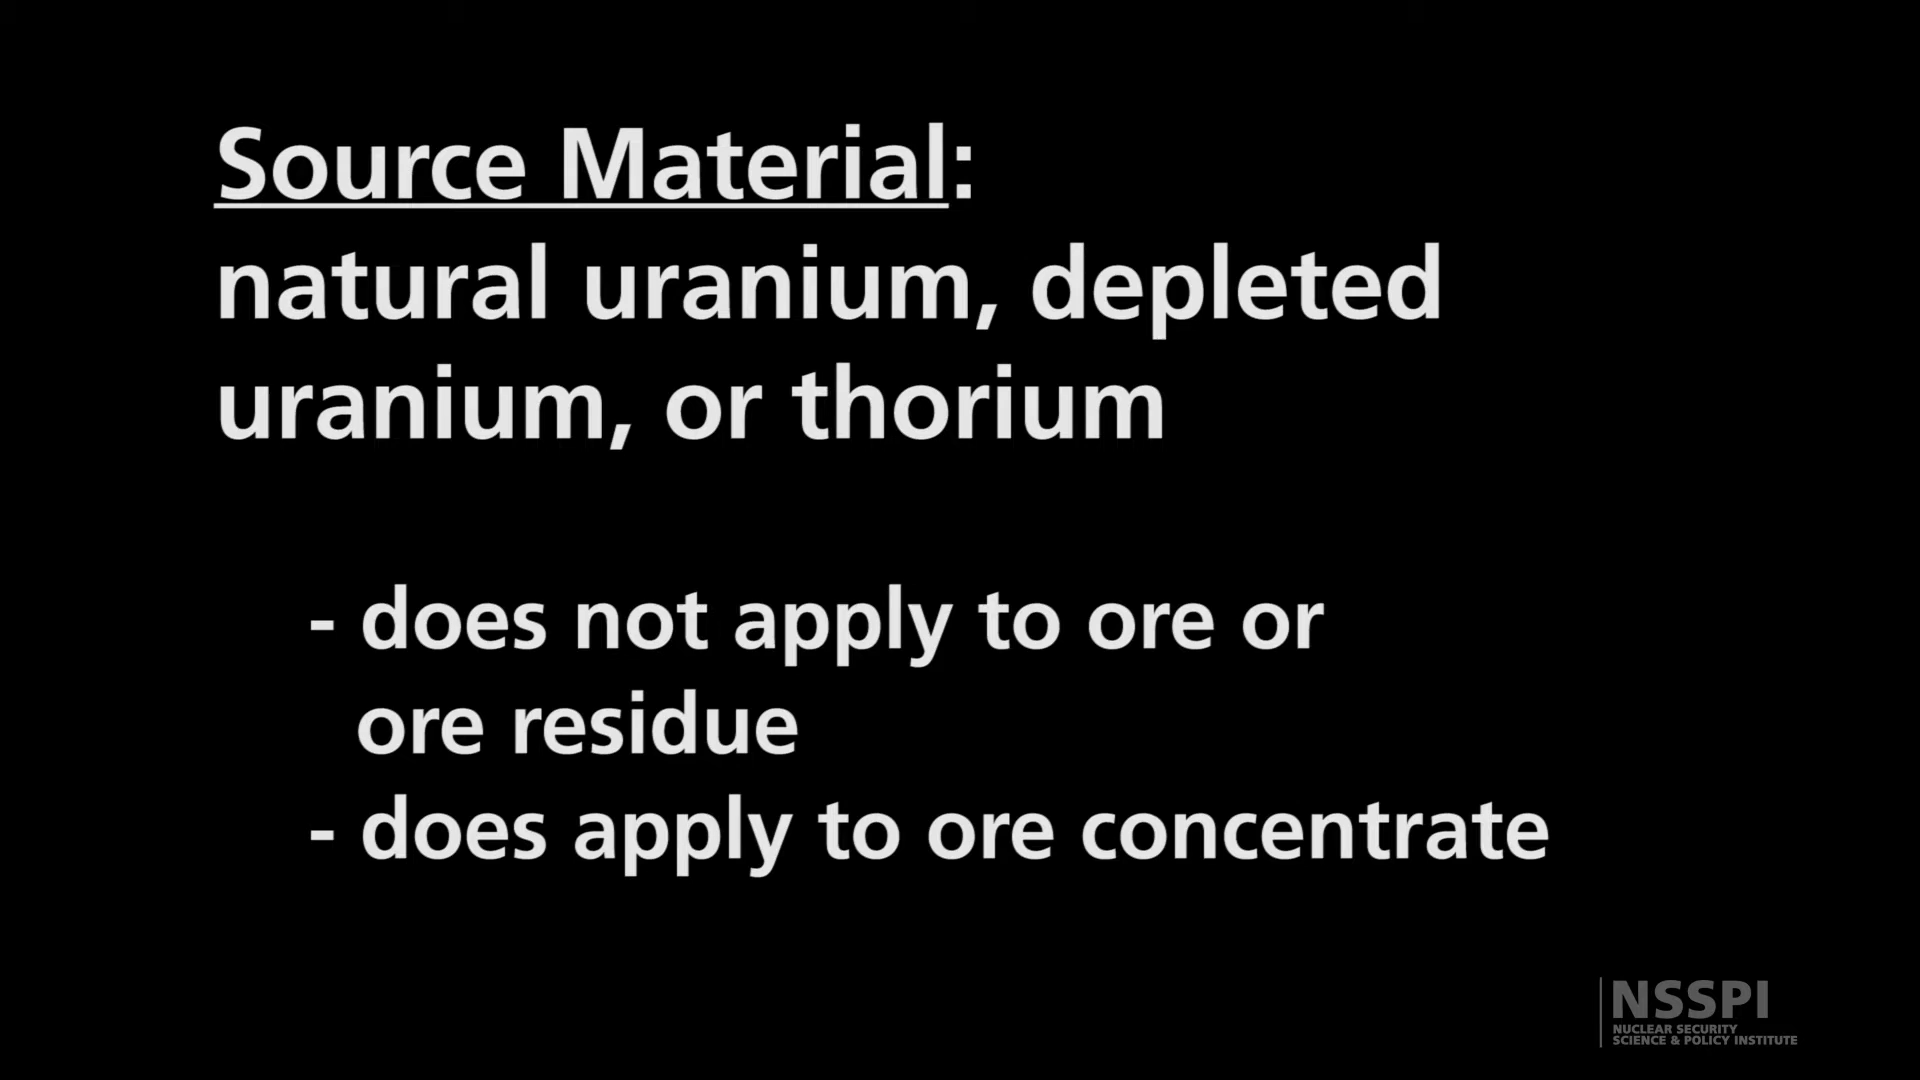 Source Material:
natural uranium, depleted
uranium, or thorium
- does not apply to ore or
ore residue
- does apply to ore concentrate
NSSPI
NUCLEAR SECURITY
SCIENCE & POLICY INSTITUTE